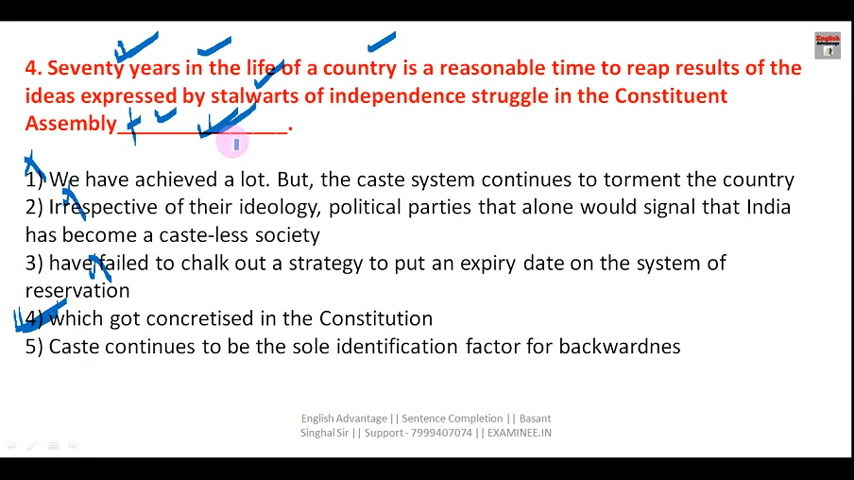 English
Advantage
4. Seventy years in the life of a country is a reasonable time to reap results of the
ideas expressed by stalwarts of independence struggle in the Constituent
Assembly_________________.
1) We have achieved a lot. But, the caste system continues to torment the country
2) Irrespective of their ideology, political parties that alone would signal that India
has become a caste-less society
3) have failed to chalk out a strategy to put an expiry date on the system of
reservation
4) which got concretised in the Constitution
5) Caste continues to be the sole identification factor for backwardnes
English Advantage || Sentence Completion || Basant
Singhal Sir || Support - 7999407074 || EXAMINEE.IN